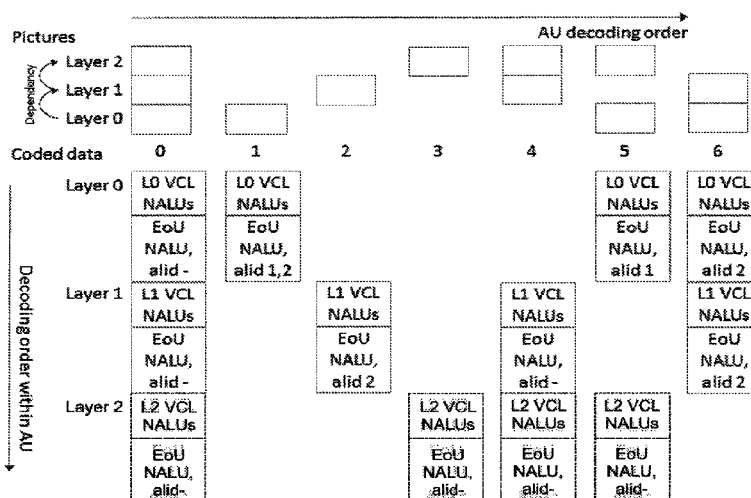 AU decoding order
Pictures
Layer 2
Layer 1
Layer 0
Dependency
Coded data 0 1 2 3 4 5 6
Decoding order within AU
Layer 0
L0 VCL L0 VCL L0 VCL L0 VCL
NALUs NALUs NALUs NALUs
EoU EoU EoU EoU
NALU, NALU, NALU, NALU,
alid - alid 1,2 alid 1 alid 2
Layer 1
L1 VCL L1 VCL L1 VCL L1 VCL
NALUs NALUs NALUs NALUs
EoU EoU EoU EoU
NALU, NALU, NALU, NALU,
alid - alid 2 alid - alid 2
Layer 2
L2 VCL L2 VCL L2 VCL L2 VCL
NALUs NALUs NALUs NALUs
EoU EoU EoU EoU
NALU, NALU, NALU, NALU,
alid- alid- alid- alid-